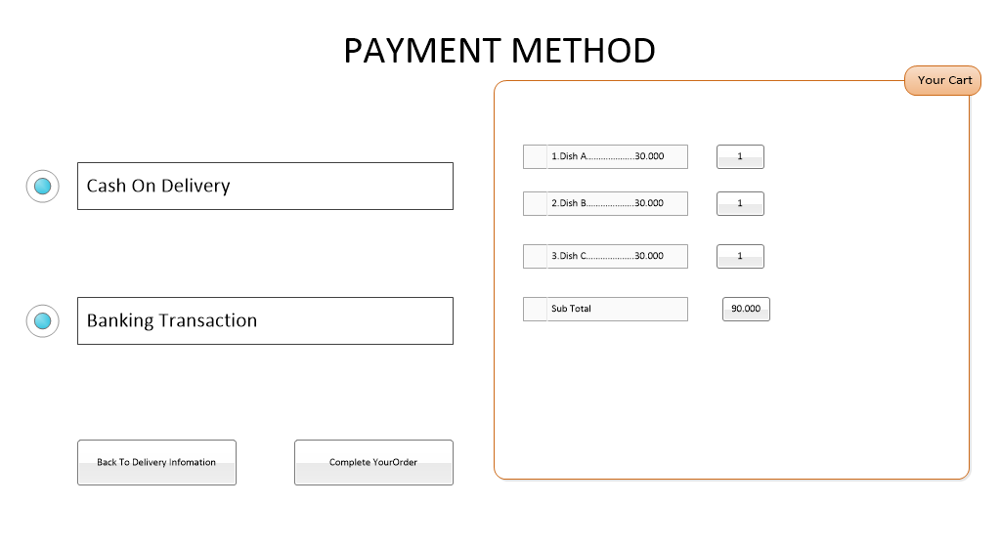 PAYMENT METHOD
Your Cart
Cash On Delivery
Banking Transaction
Back To Delivery Infomation
Complete YourOrder
1.Dish A...................30.000
1
2.Dish B...................30.000
1
3.Dish C...................30.000
1
Sub Total
90.000